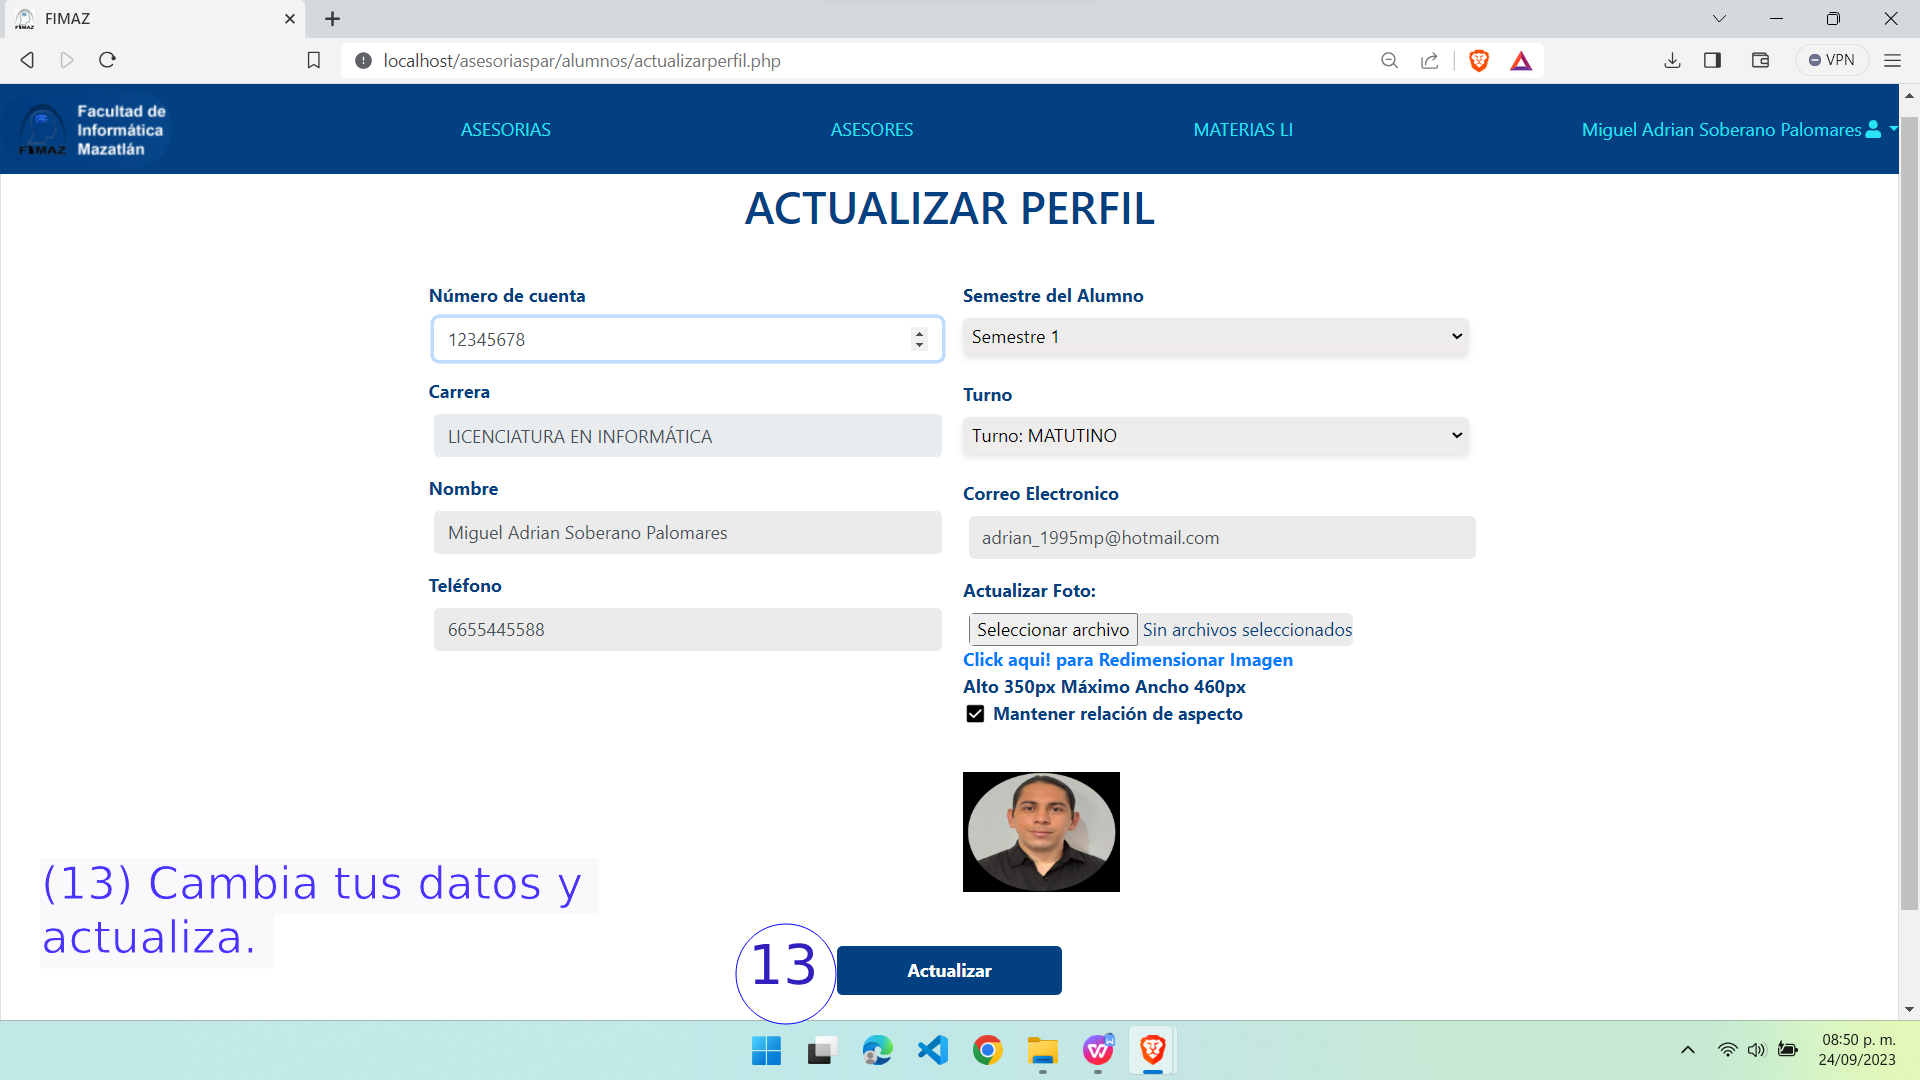 FIMAZ
localhost/asesoriaspar/alumnos/actualizarperfil.php
VPN
FIMAZ
Facultad de
Informática
Mazatlán
ASESORIAS
ASESORES
MATERIAS LI
Miguel Adrian Soberano Palomares
ACTUALIZAR PERFIL
Número de cuenta
12345678
Carrera
LICENCIATURA EN INFORMÁTICA
Nombre
Miguel Adrian Soberano Palomares
Teléfono
6655445588
Semestre del Alumno
Semestre 1
Turno
Turno: MATUTINO
Correo Electronico
adrian_1995mp@hotmail.com
Actualizar Foto:
Seleccionar archivo Sin archivos seleccionados
Click aqui! para Redimensionar Imagen
Alto 350px Máximo Ancho 460px
Mantener relación de aspecto
(13) Cambia tus datos y
actualiza.
13
Actualizar
08:50 p. m.
24/09/2023